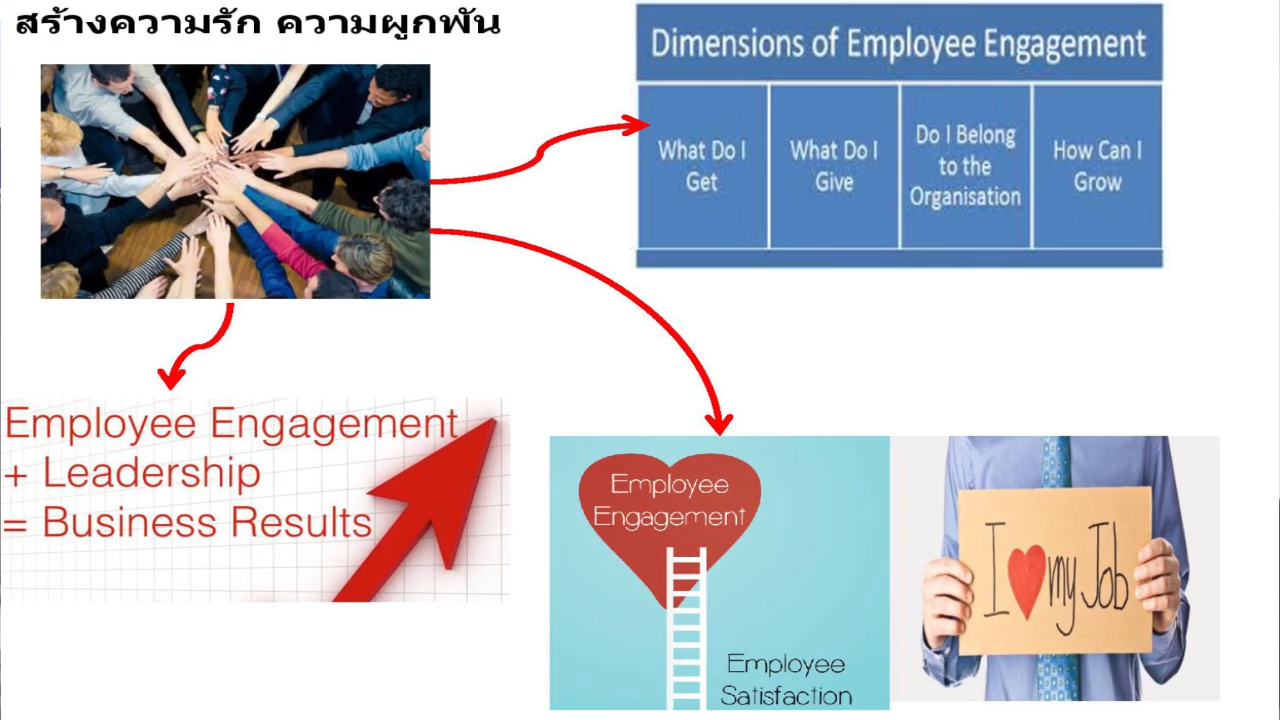 สร้างความรัก ความผูกพัน
Dimensions of Employee Engagement
What Do I
Get
What Do I
Give
Do I Belong
to the
Organisation
How Can I
Grow
Employee Engagement
+ Leadership
= Business Results
Employee
Engagement
Employee
Satisfaction
I ♥ my Job